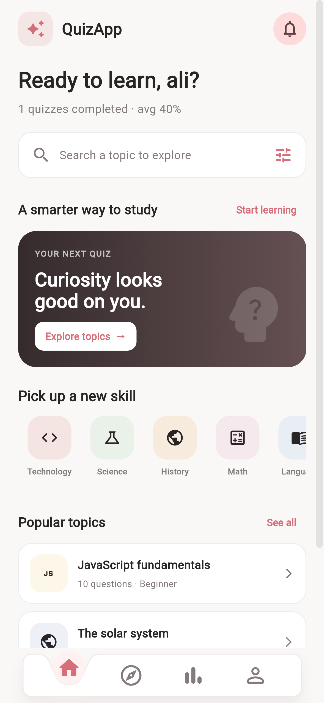 QuizApp
Ready to learn, ali?
1 quizzes completed · avg 40%
Search a topic to explore
A smarter way to study
Start learning
YOUR NEXT QUIZ
Curiosity looks
good on you.
Explore topics →
Pick up a new skill
Technology
Science
History
Math
Langu
Popular topics
See all
JS
JavaScript fundamentals
10 questions · Beginner
The solar system